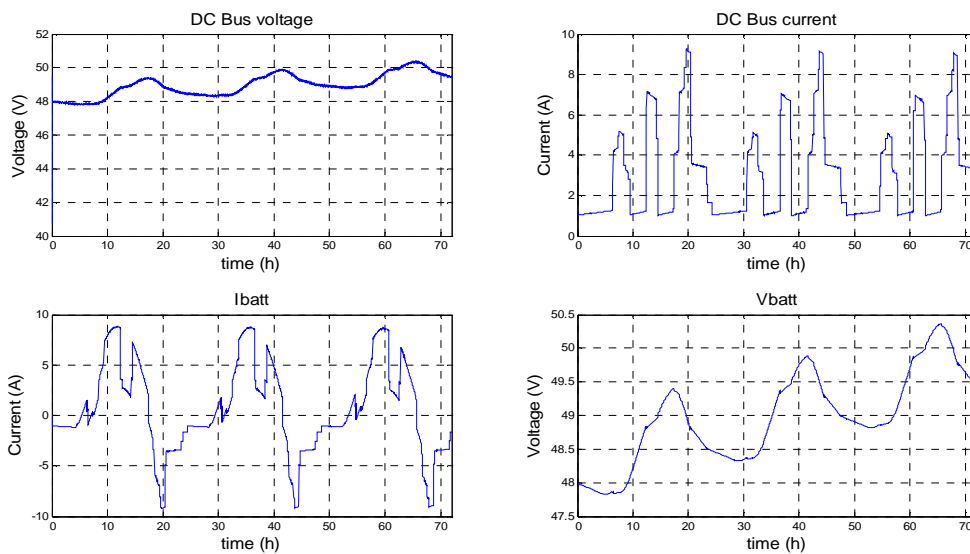 DC Bus voltage
52
50
48
46
44
42
40
Voltage (V)
0 10 20 30 40 50 60 70
time (h)
DC Bus current
10
8
6
4
2
0
Current (A)
0 10 20 30 40 50 60 70
time (h)
Ibatt
10
5
0
-5
-10
Current (A)
0 10 20 30 40 50 60 70
time (h)
Vbatt
50.5
50
49.5
49
48.5
48
47.5
Voltage (V)
0 10 20 30 40 50 60 70
time (h)